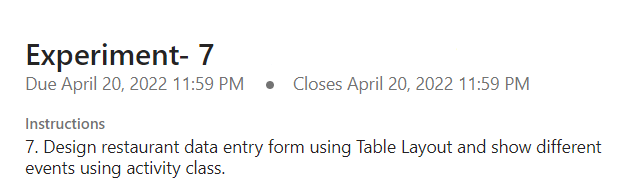 Experiment- 7
Due April 20, 2022 11:59 PM ● Closes April 20, 2022 11:59 PM
Instructions
7. Design restaurant data entry form using Table Layout and show different
events using activity class.